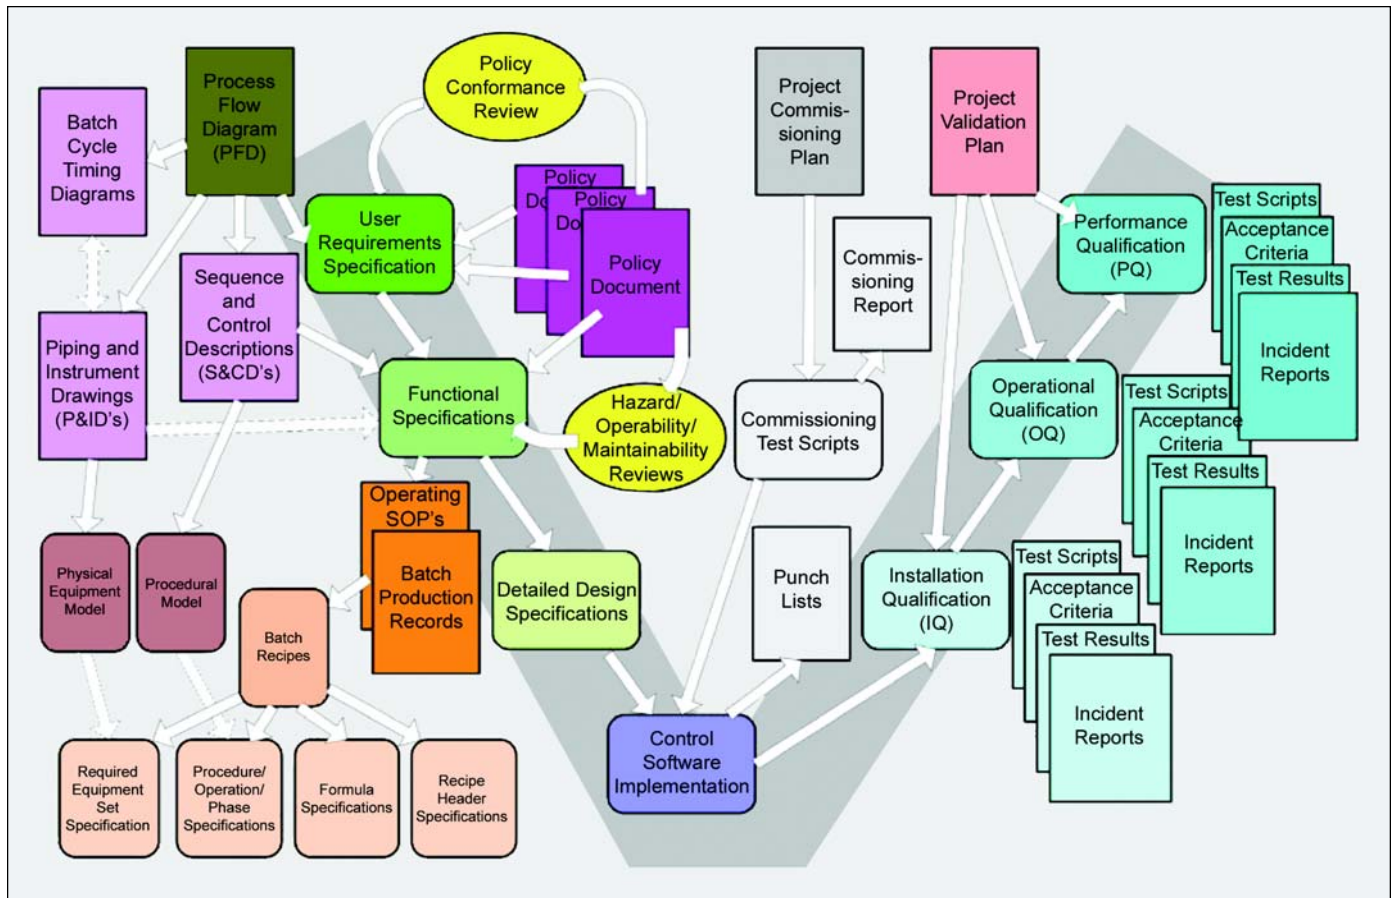 Process
Flow
Diagram
(PFD)
Batch
Cycle
Timing
Diagrams
Policy
Conformance
Review
Project
Commis-
sioning
Plan
Project
Validation
Plan
User
Requirements
Specification
Policy
Do
Policy
Do
Policy
Document
Sequence
and
Control
Descriptions
(S&CD's)
Piping and
Instrument
Drawings
(P&ID's)
Functional
Specifications
Hazard/
Operability/
Maintainability
Reviews
Commis-
sioning
Report
Commissioning
Test Scripts
Performance
Qualification
(PQ)
Test Scripts
Acceptance
Criteria
Test Results
Incident
Reports
Operational
Qualification
(OQ)
Test Scripts
Acceptance
Criteria
Test Results
Incident
Reports
Operating
SOP's
Batch
Production
Records
Physical
Equipment
Model
Procedural
Model
Batch
Recipes
Detailed Design
Specifications
Punch
Lists
Installation
Qualification
(IQ)
Test Scripts
Acceptance
Criteria
Test Results
Incident
Reports
Control
Software
Implementation
Required
Equipment
Set
Specification
Procedure/
Operation/
Phase
Specifications
Formula
Specifications
Recipe
Header
Specifications